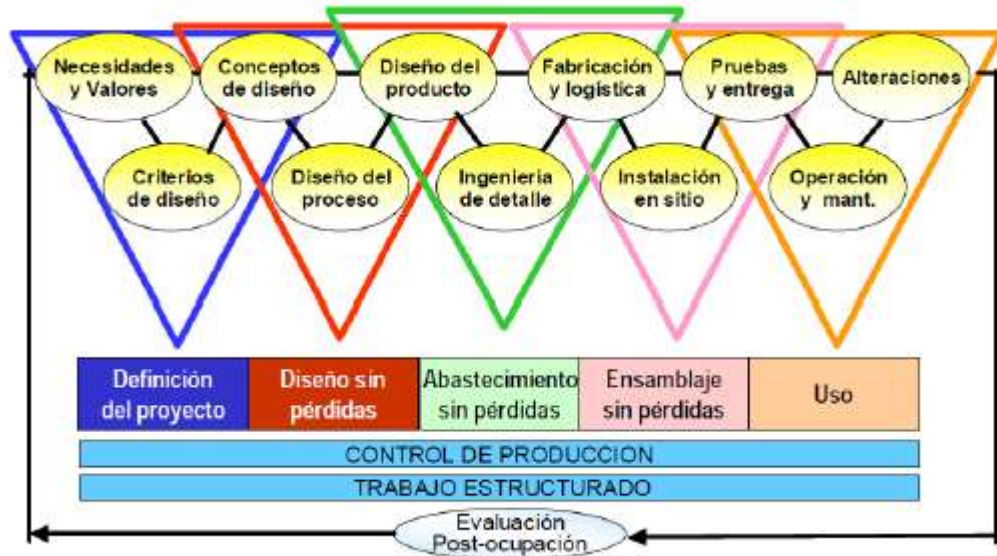 Necesidades
y Valores
Conceptos
de diseño
Diseño del
producto
Fabricación
y logística
Pruebas
y entrega
Alteraciones
Criterios
de diseño
Diseño del
proceso
Ingenieria
de detalle
Instalación
en sitio
Operación
y mant.
Definición
del proyecto
Diseño sin
pérdidas
Abastecimiento
sin pérdidas
Ensamblaje
sin pérdidas
Uso
CONTROL DE PRODUCCION
TRABAJO ESTRUCTURADO
Evaluación
Post-ocupación